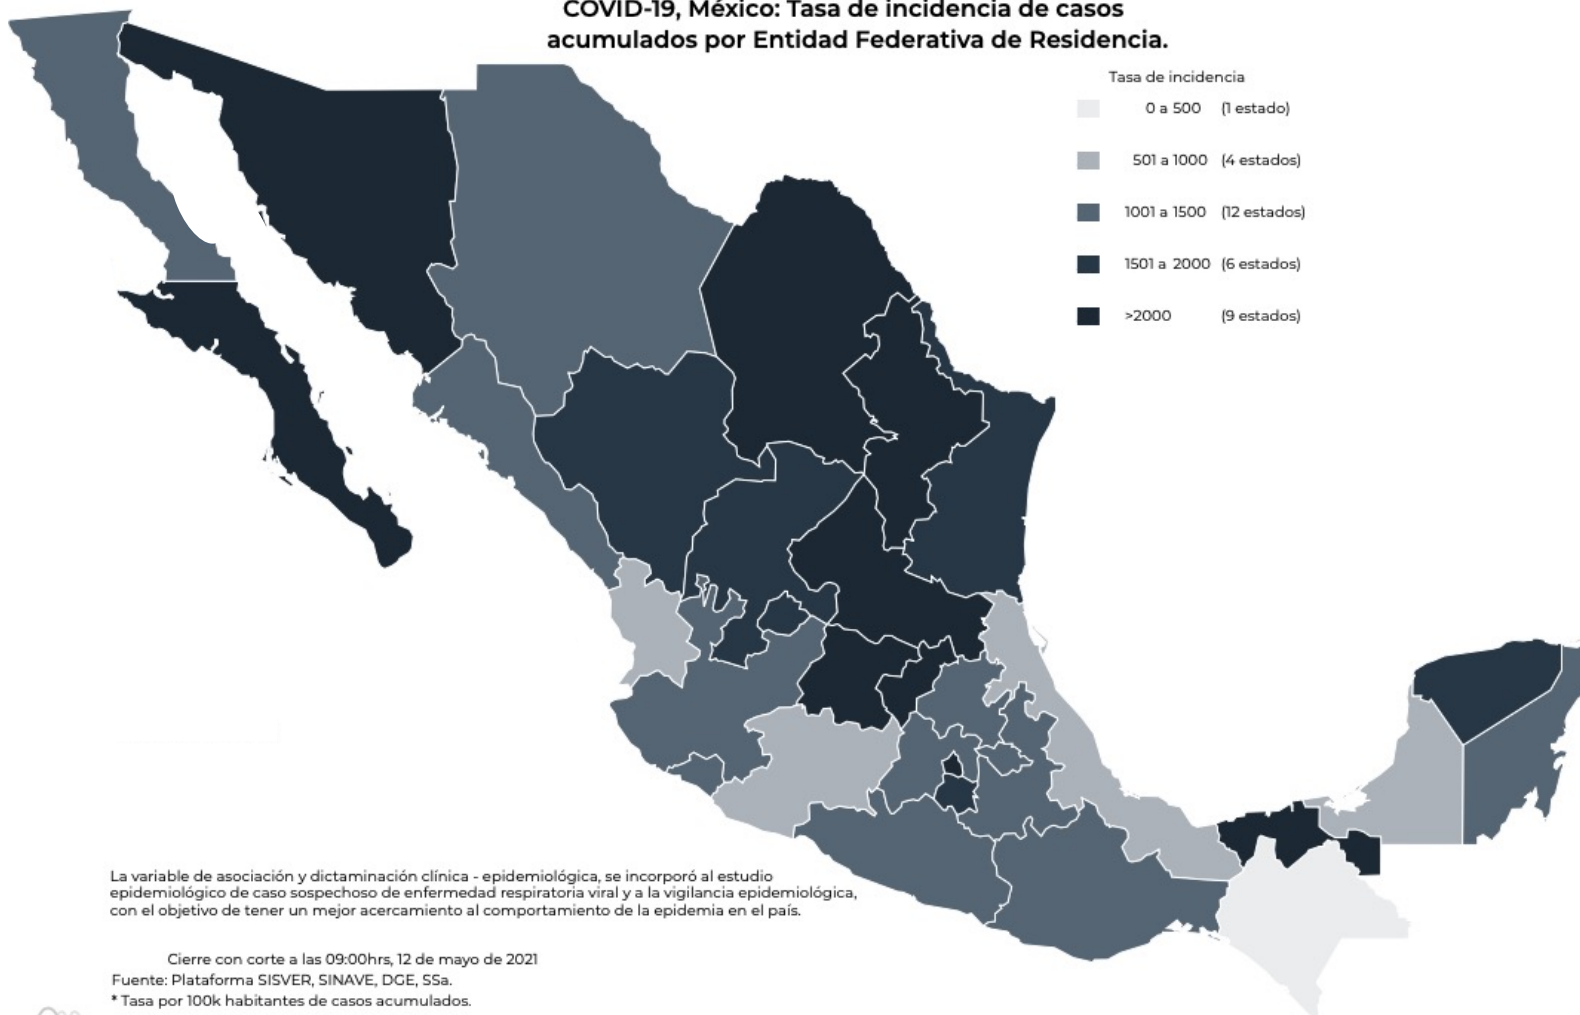 COVID-19, México: Tasa de incidencia de casos
acumulados por Entidad Federativa de Residencia.
Tasa de incidencia
0 a 500 (1 estado)
501 a 1000 (4 estados)
1001 a 1500 (12 estados)
1501 a 2000 (6 estados)
>2000 (9 estados)
La variable de asociación y dictaminación clínica - epidemiológica, se incorporó al estudio
epidemiológico de caso sospechoso de enfermedad respiratoria viral y a la vigilancia epidemiológica,
con el objetivo de tener un mejor acercamiento al comportamiento de la epidemia en el país.
Cierre con corte a las 09:00hrs, 12 de mayo de 2021
Fuente: Plataforma SISVER, SINAVE, DGE, SSa.
* Tasa por 100k habitantes de casos acumulados.